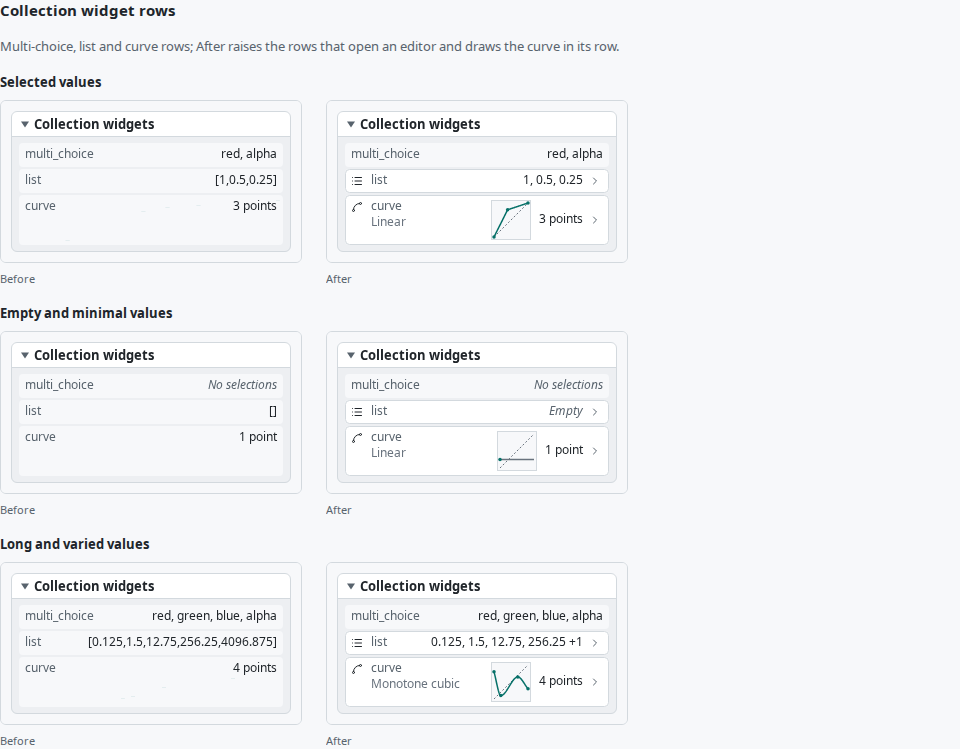 Collection widget rows
Multi-choice, list and curve rows; After raises the rows that open an editor and draws the curve in its row.
Selected values
Collection widgets
multi_choice red, alpha
list [1,0.5,0.25]
curve 3 points
Before
Collection widgets
multi_choice red, alpha
list 1, 0.5, 0.25
curve
Linear
3 points
After
Empty and minimal values
Collection widgets
multi_choice No selections
list []
curve 1 point
Before
Collection widgets
multi_choice No selections
list Empty
curve
Linear
1 point
After
Long and varied values
Collection widgets
multi_choice red, green, blue, alpha
list [0.125,1.5,12.75,256.25,4096.875]
curve 4 points
Before
Collection widgets
multi_choice red, green, blue, alpha
list 0.125, 1.5, 12.75, 256.25 +1
curve
Monotone cubic
4 points
After